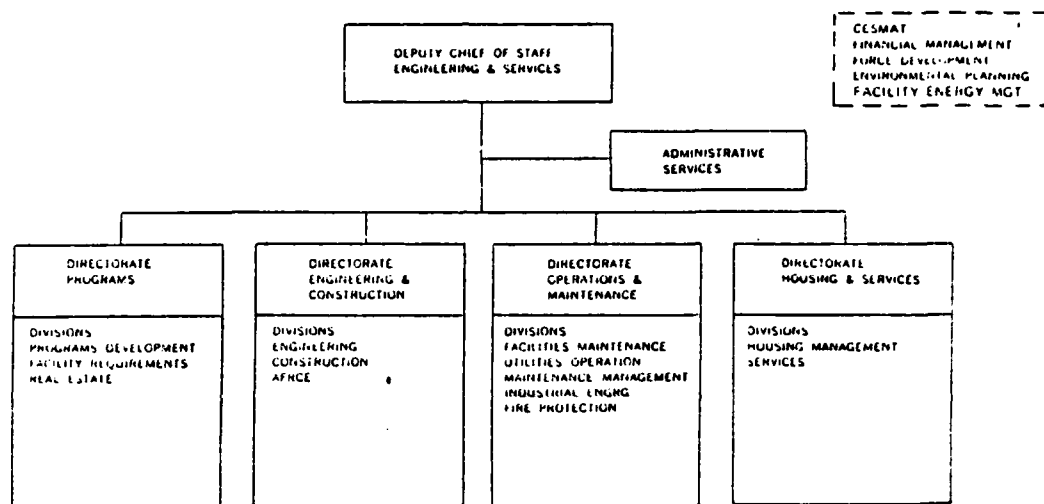 DEPUTY CHIEF OF STAFF
ENGINEERING & SERVICES
CESMAT
FINANCIAL MANAGEMENT
FORCE DEVELOPMENT
ENVIRONMENTAL PLANNING
FACILITY ENERGY MGT
ADMINISTRATIVE
SERVICES
DIRECTORATE
PROGRAMS
DIVISIONS
PROGRAMS DEVELOPMENT
FACILITY REQUIREMENTS
REAL ESTATE
DIRECTORATE
ENGINEERING &
CONSTRUCTION
DIVISIONS
ENGINEERING
CONSTRUCTION
AFRCE
DIRECTORATE
OPERATIONS &
MAINTENANCE
DIVISIONS
FACILITIES MAINTENANCE
UTILITIES OPERATION
MAINTENANCE MANAGEMENT
INDUSTRIAL ENGRG
FIRE PROTECTION
DIRECTORATE
HOUSING & SERVICES
DIVISIONS
HOUSING MANAGEMENT
SERVICES